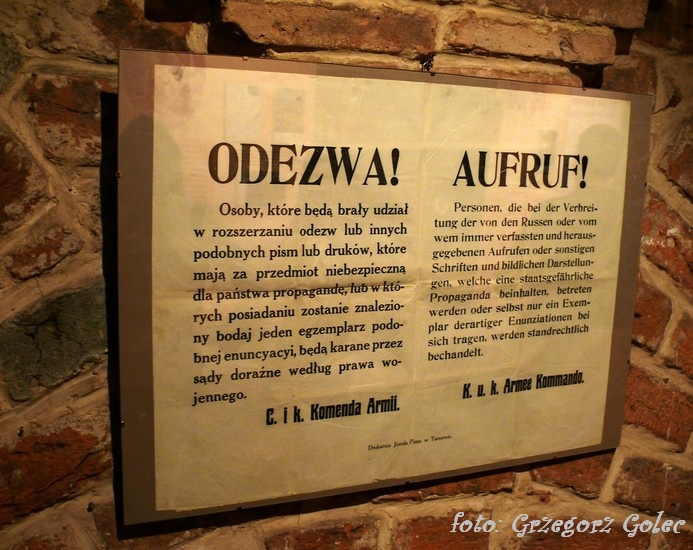 ODEZWA!
Osoby, które będą brały udział
w rozszerzaniu odezw lub innych
podobnych pism lub druków, które
mają za przedmiot niebezpieczną
dla państwa propagandę, lub w któ-
rych posiadaniu zostanie znalezio-
ny bodaj jeden egzemplarz podo-
bnej enuncyacyi, będą karane przez
sądy doraźne według prawa wo-
jennego.
C. i k. Komenda Armii.
AUFRUF!
Personen, die bei der Verbrei-
tung der von den Russen oder vom
wem immer verfassten und heraus-
gegebenen Aufrufen oder sonstigen
Schriften und bildlichen Darstellun-
gen, welche eine staatsgefährliche
Propaganda beinhalten, betreten
werden oder selbst nur ein Exem-
plar derartiger Enunziationen bei
sich tragen, werden standrechtlich
behandelt.
K. u. k. Armee Kommando.
Drukarnia Józefa Pisza w Tarnowie.
foto: Grzegorz Golec